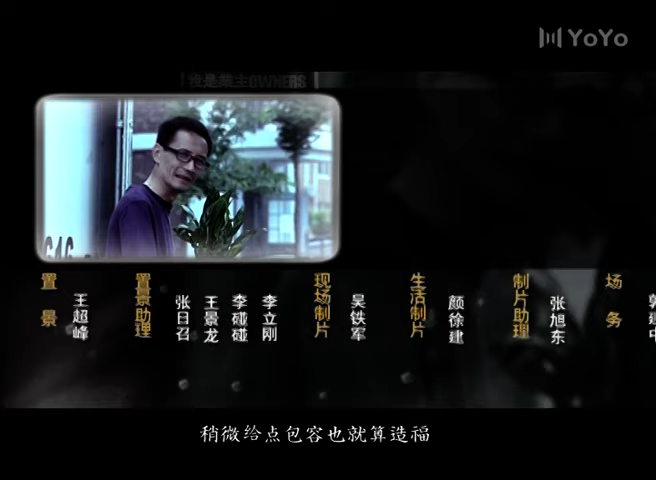 YoYo
我是業主OWNERS
置景
王超峰
置景助理
张日召
王景龙
李碰碰
李立刚
现场制片
吴铁军
生活制片
颜徐建
制片助理
张旭东
场务
稍微给点包容也就算造福